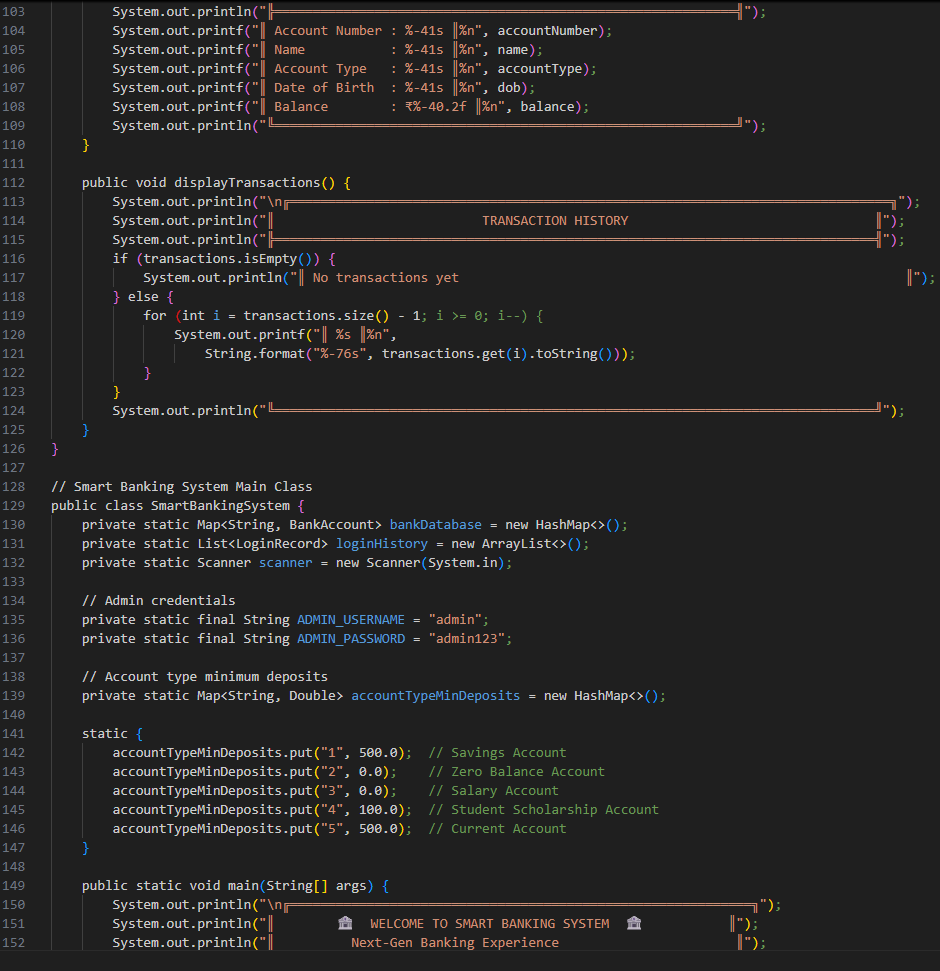 103 System.out.println("╠════════════════════════════════════════════════════════════╣");
104 System.out.printf("║ Account Number : %-41s ║%n", accountNumber);
105 System.out.printf("║ Name           : %-41s ║%n", name);
106 System.out.printf("║ Account Type   : %-41s ║%n", accountType);
107 System.out.printf("║ Date of Birth  : %-41s ║%n", dob);
108 System.out.printf("║ Balance        : ₹%-40.2f ║%n", balance);
109 System.out.println("╚════════════════════════════════════════════════════════════╝");
110 }
111
112 public void displayTransactions() {
113 System.out.println("\n╔══════════════════════════════════════════════════════════════════════════════╗");
114 System.out.println("║                           TRANSACTION HISTORY                                ║");
115 System.out.println("╠══════════════════════════════════════════════════════════════════════════════╣");
116 if (transactions.isEmpty()) {
117 System.out.println("║ No transactions yet                                                          ║");
118 } else {
119 for (int i = transactions.size() - 1; i >= 0; i--) {
120 System.out.printf("║ %s ║%n",
121 String.format("%-76s", transactions.get(i).toString()));
122 }
123 }
124 System.out.println("╚══════════════════════════════════════════════════════════════════════════════╝");
125 }
126 }
127
128 // Smart Banking System Main Class
129 public class SmartBankingSystem {
130 private static Map<String, BankAccount> bankDatabase = new HashMap<>();
131 private static List<LoginRecord> loginHistory = new ArrayList<>();
132 private static Scanner scanner = new Scanner(System.in);
133
134 // Admin credentials
135 private static final String ADMIN_USERNAME = "admin";
136 private static final String ADMIN_PASSWORD = "admin123";
137
138 // Account type minimum deposits
139 private static Map<String, Double> accountTypeMinDeposits = new HashMap<>();
140
141 static {
142 accountTypeMinDeposits.put("1", 500.0);  // Savings Account
143 accountTypeMinDeposits.put("2", 0.0);    // Zero Balance Account
144 accountTypeMinDeposits.put("3", 0.0);    // Salary Account
145 accountTypeMinDeposits.put("4", 100.0);  // Student Scholarship Account
146 accountTypeMinDeposits.put("5", 500.0);  // Current Account
147 }
148
149 public static void main(String[] args) {
150 System.out.println("\n╔════════════════════════════════════════════════════════════╗");
151 System.out.println("║        🏦  WELCOME TO SMART BANKING SYSTEM  🏦           ║");
152 System.out.println("║          Next-Gen Banking Experience                       ║");